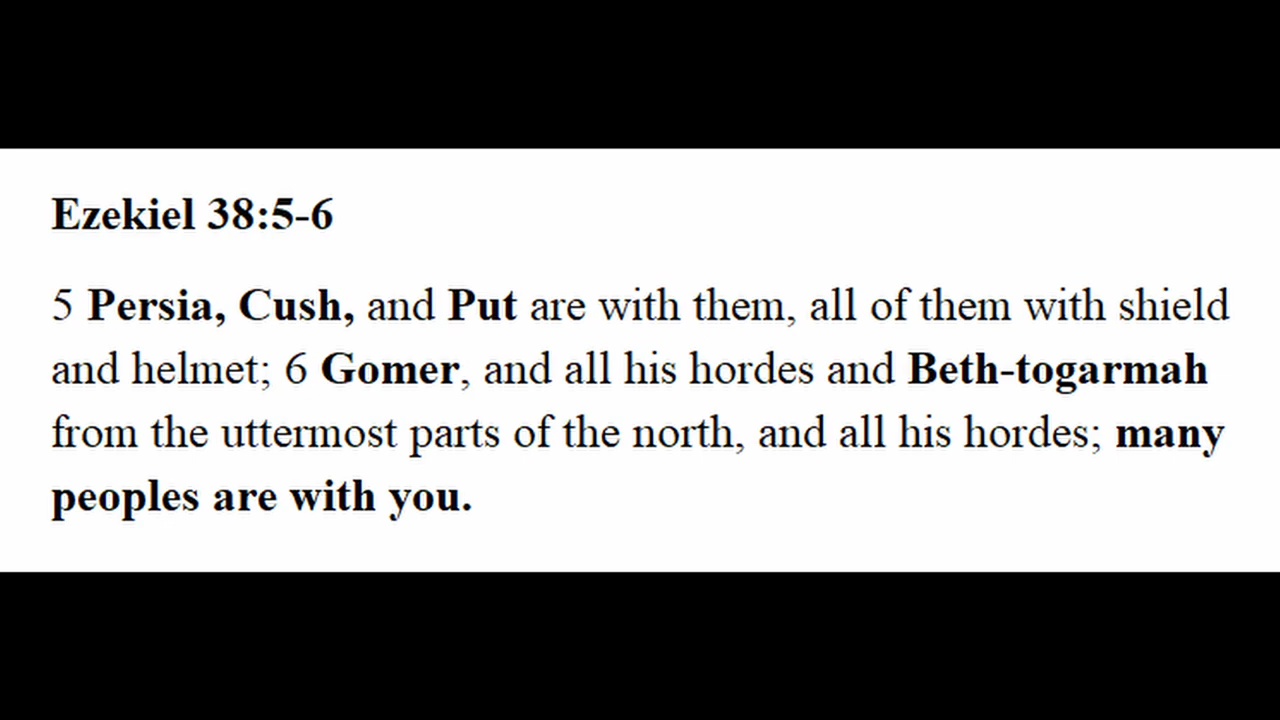 Ezekiel 38:5-6
5 Persia, Cush, and Put are with them, all of them with shield
and helmet; 6 Gomer, and all his hordes and Beth-togarmah
from the uttermost parts of the north, and all his hordes; many
peoples are with you.